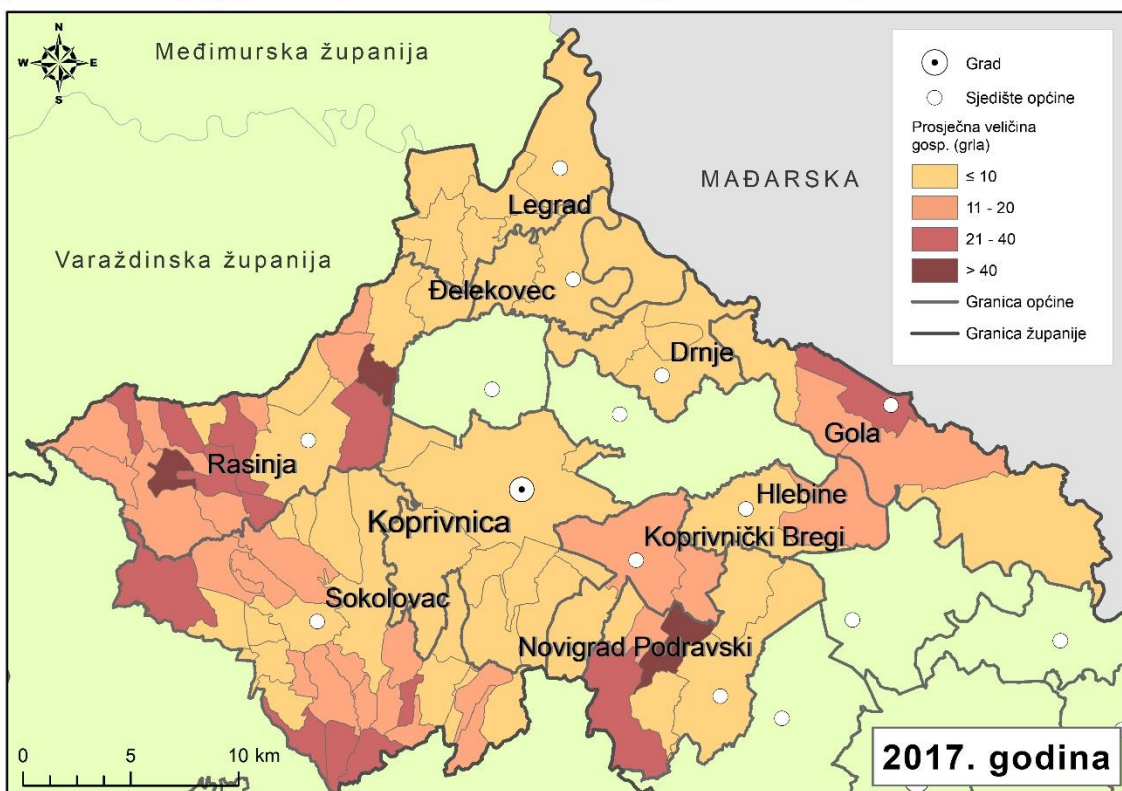 N
W E
S
Međimurska županija
Varaždinska županija
MAĐARSKA
Grad
Sjedište općine
Prosječna veličina
gosp. (grla)
≤ 10
11 - 20
21 - 40
> 40
Granica općine
Granica županije
Legrad
Đelekovec
Drnje
Gola
Rasinja
Hlebine
Koprivnica
Koprivnički Bregi
Sokolovac
Novigrad Podravski
0 5 10 km
2017. godina